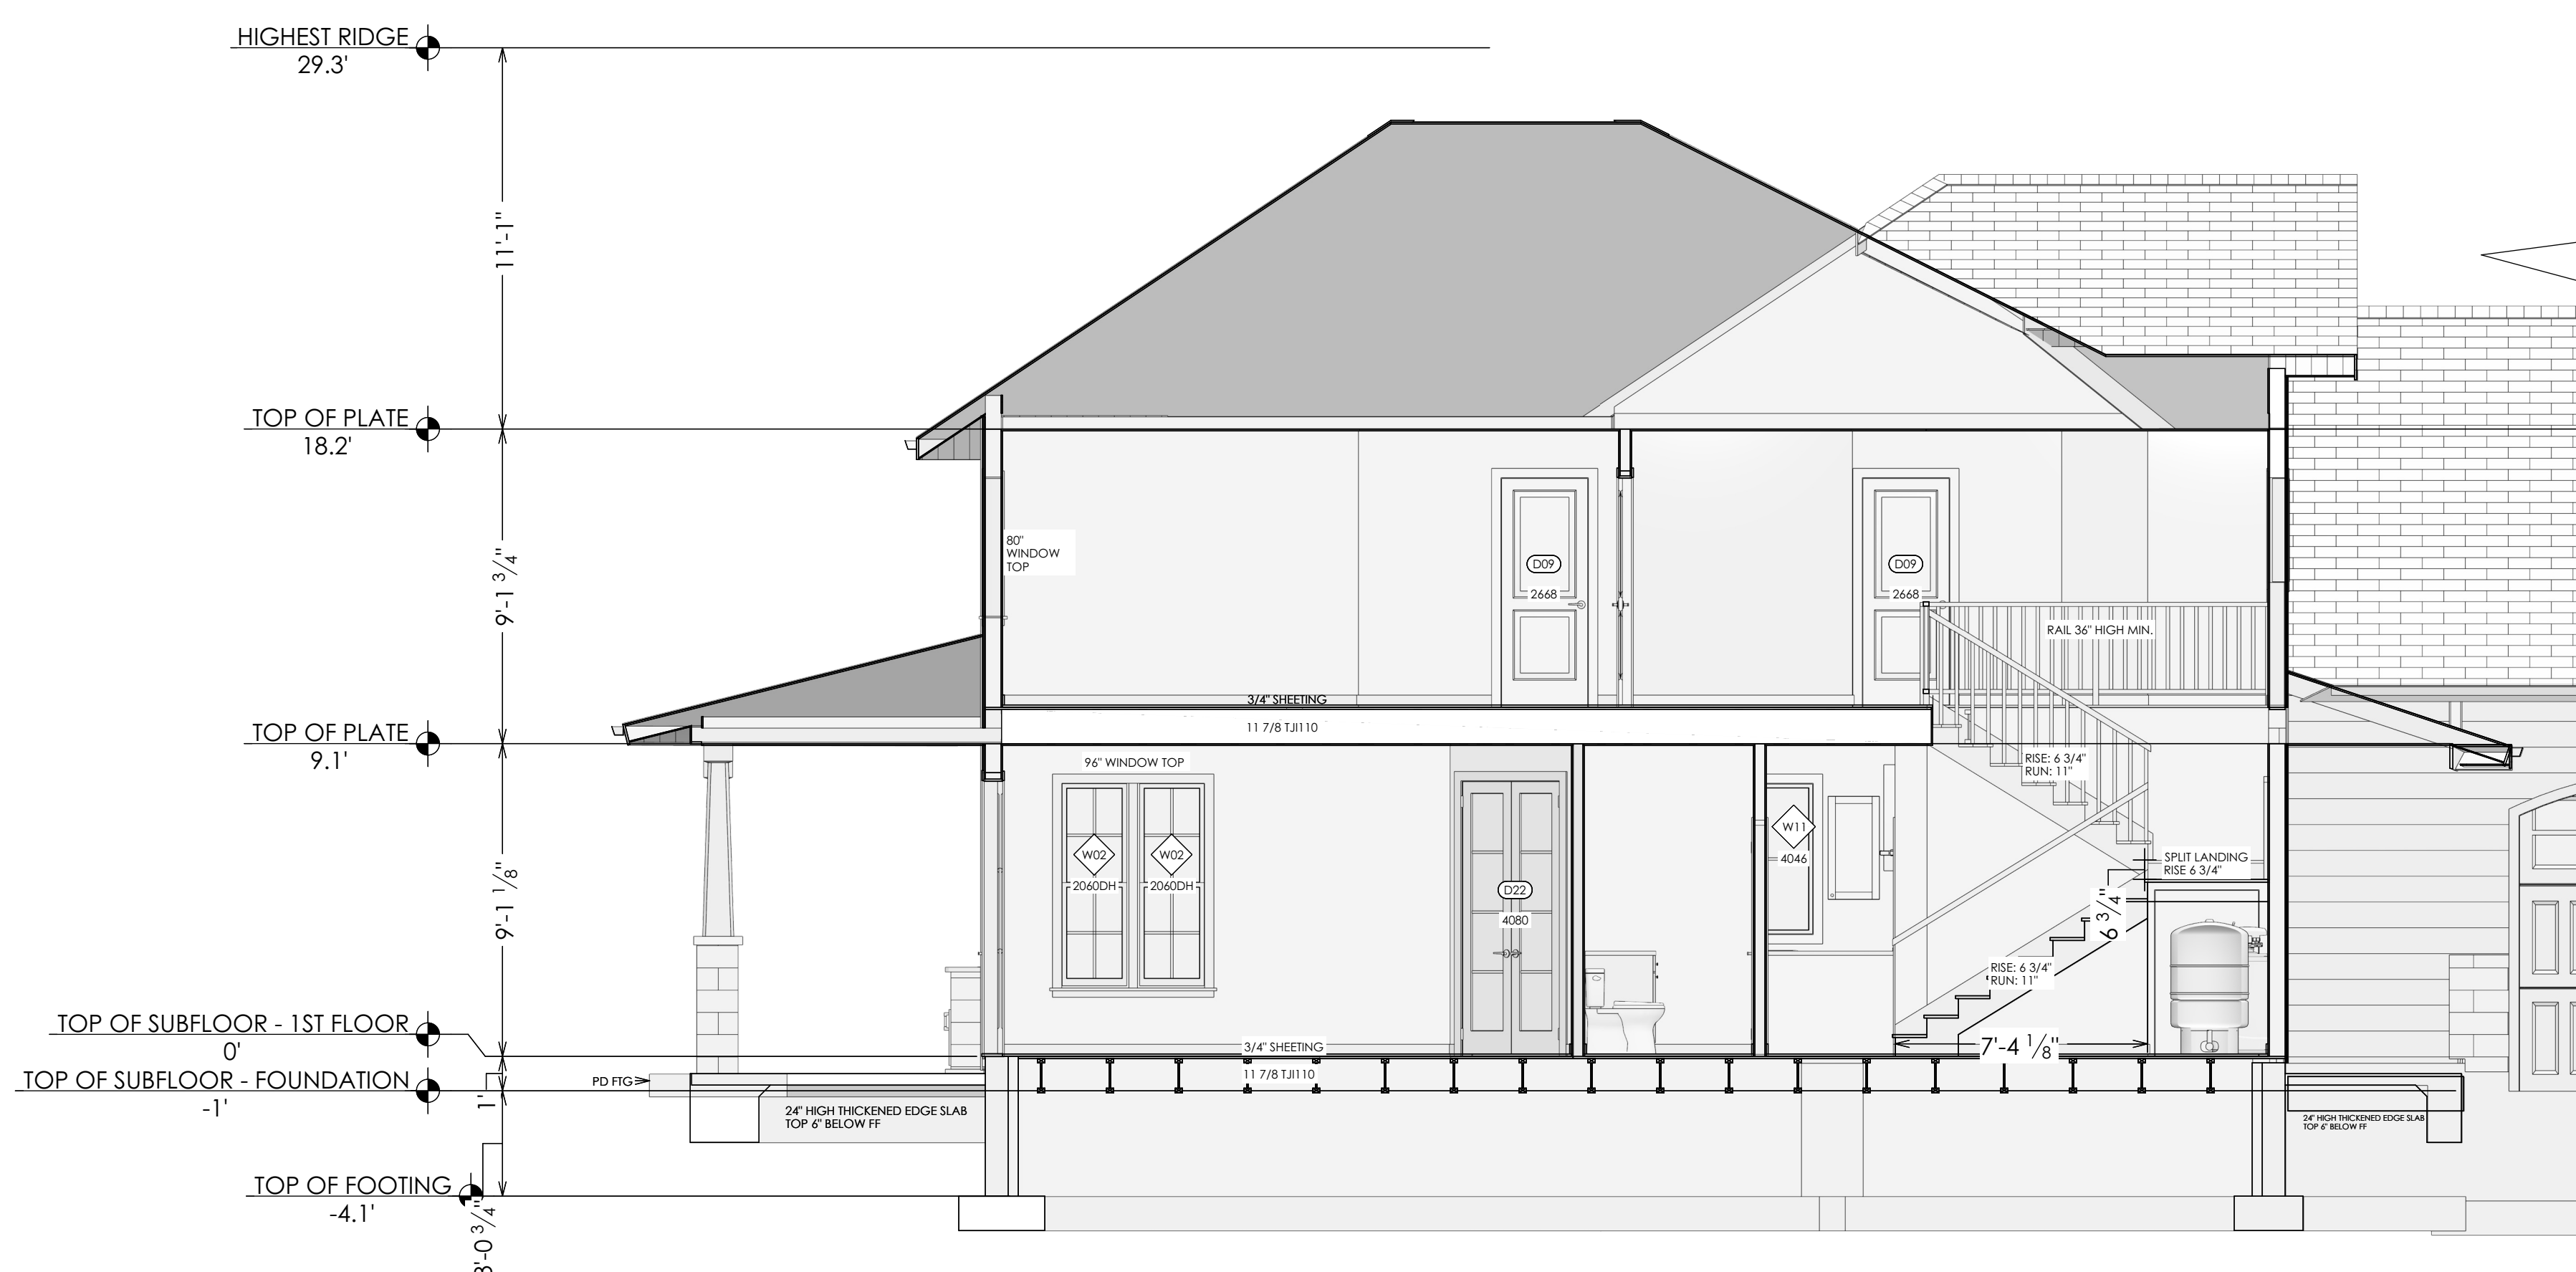 HIGHEST RIDGE
29.3'
11'-1"
TOP OF PLATE
18.2'
9'-1 3/4"
80"
WINDOW
TOP
D09
2668
D09
2668
RAIL 36" HIGH MIN.
3/4" SHEETING
11 7/8 TJI110
TOP OF PLATE
9.1'
9'-1 1/8"
96" WINDOW TOP
W02
W02
2060DH
2060DH
D22
4080
W11
4046
RISE: 6 3/4"
RUN: 11"
SPLIT LANDING
RISE 6 3/4"
6 3/4"
RISE: 6 3/4"
RUN: 11"
7'-4 1/8"
TOP OF SUBFLOOR - 1ST FLOOR
0'
3/4" SHEETING
11 7/8 TJI110
TOP OF SUBFLOOR - FOUNDATION
-1'
1'
PD FTG
24" HIGH THICKENED EDGE SLAB
TOP 6" BELOW FF
24" HIGH THICKENED EDGE SLAB
TOP 6" BELOW FF
TOP OF FOOTING
-4.1'
3'-0 3/4"